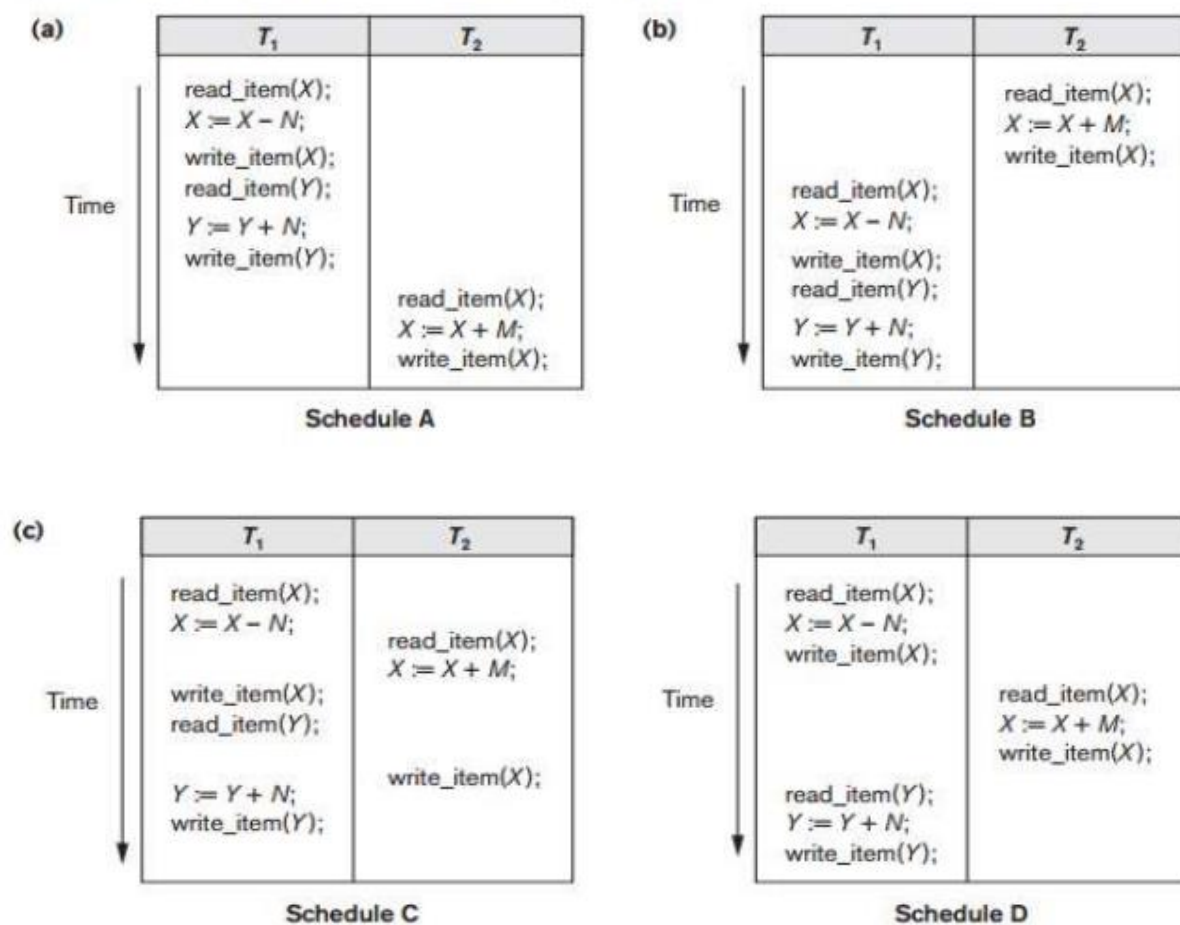 (a)
T₁ T₂
read_item(X);
X := X – N;
write_item(X);
read_item(Y);
Time
Y := Y + N;
write_item(Y);
read_item(X);
X := X + M;
write_item(X);
Schedule A
(b)
T₁ T₂
read_item(X);
X := X + M;
write_item(X);
Time
read_item(X);
X := X – N;
write_item(X);
read_item(Y);
Y := Y + N;
write_item(Y);
Schedule B
(c)
T₁ T₂
read_item(X);
X := X – N;
read_item(X);
X := X + M;
Time
write_item(X);
read_item(Y);
write_item(X);
Y := Y + N;
write_item(Y);
Schedule C
T₁ T₂
read_item(X);
X := X – N;
write_item(X);
Time
read_item(X);
X := X + M;
write_item(X);
read_item(Y);
Y := Y + N;
write_item(Y);
Schedule D